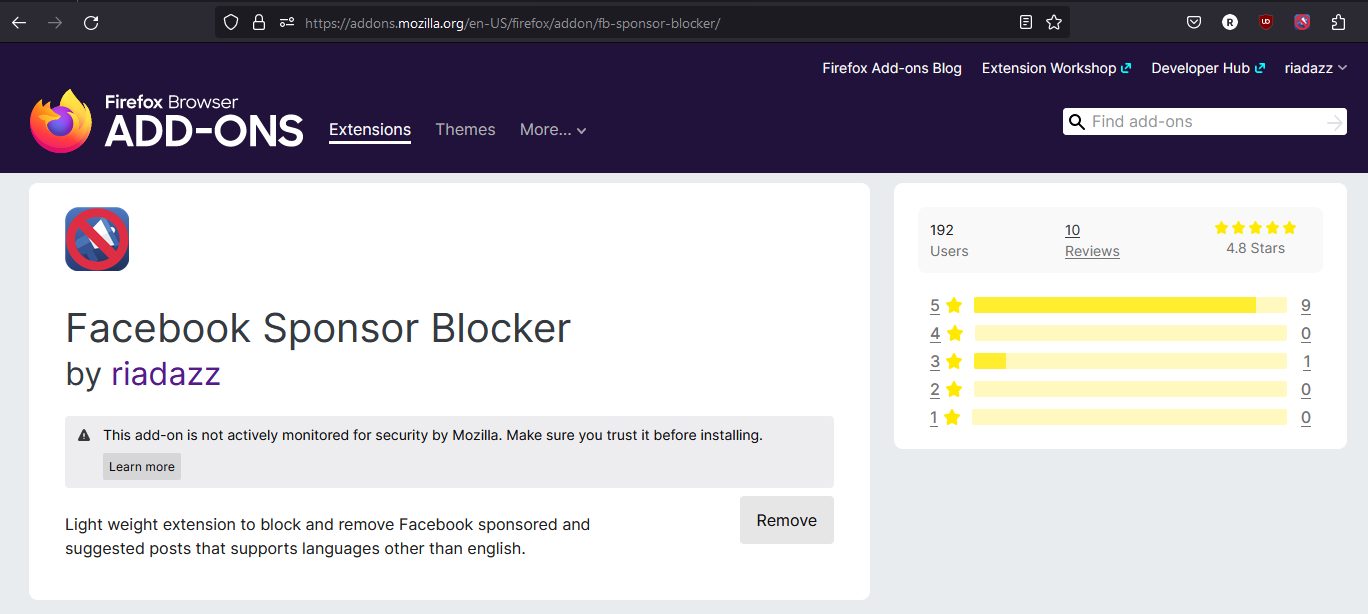 https://addons.mozilla.org/en-US/firefox/addon/fb-sponsor-blocker/
R
UD
Firefox Add-ons Blog Extension Workshop Developer Hub riadazz
Firefox Browser
ADD-ONS
Extensions Themes More...
Find add-ons
Facebook Sponsor Blocker
by riadazz
This add-on is not actively monitored for security by Mozilla. Make sure you trust it before installing.
Learn more
Light weight extension to block and remove Facebook sponsored and
suggested posts that supports languages other than english.
Remove
192 10
Users Reviews 4.8 Stars
5 9
4 0
3 1
2 0
1 0